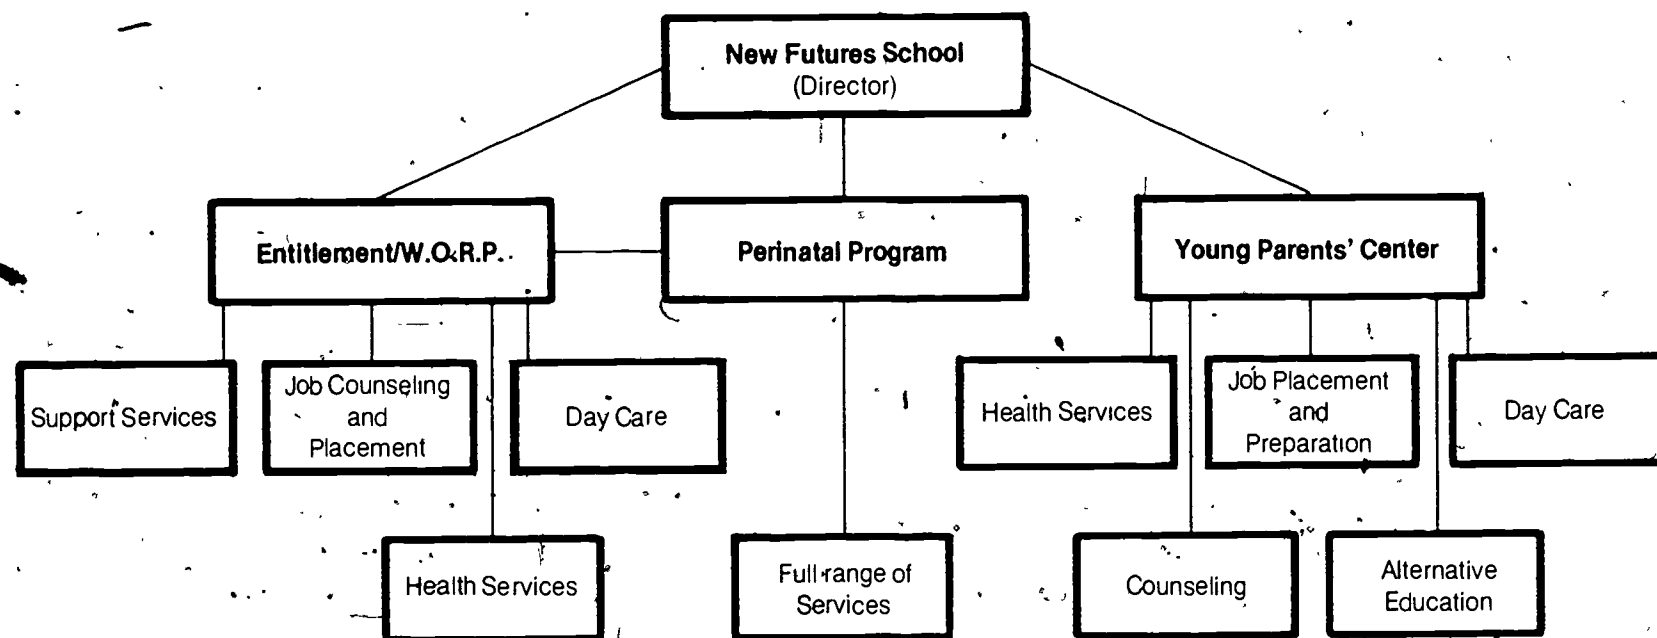 New Futures School
(Director)
Entitlement/W.O.R.P.
Perinatal Program
Young Parents' Center
Support Services
Job Counseling
and
Placement
Day Care
Health Services
Job Placement
and
Preparation
Day Care
Health Services
Full range of
Services
Counseling
Alternative
Education